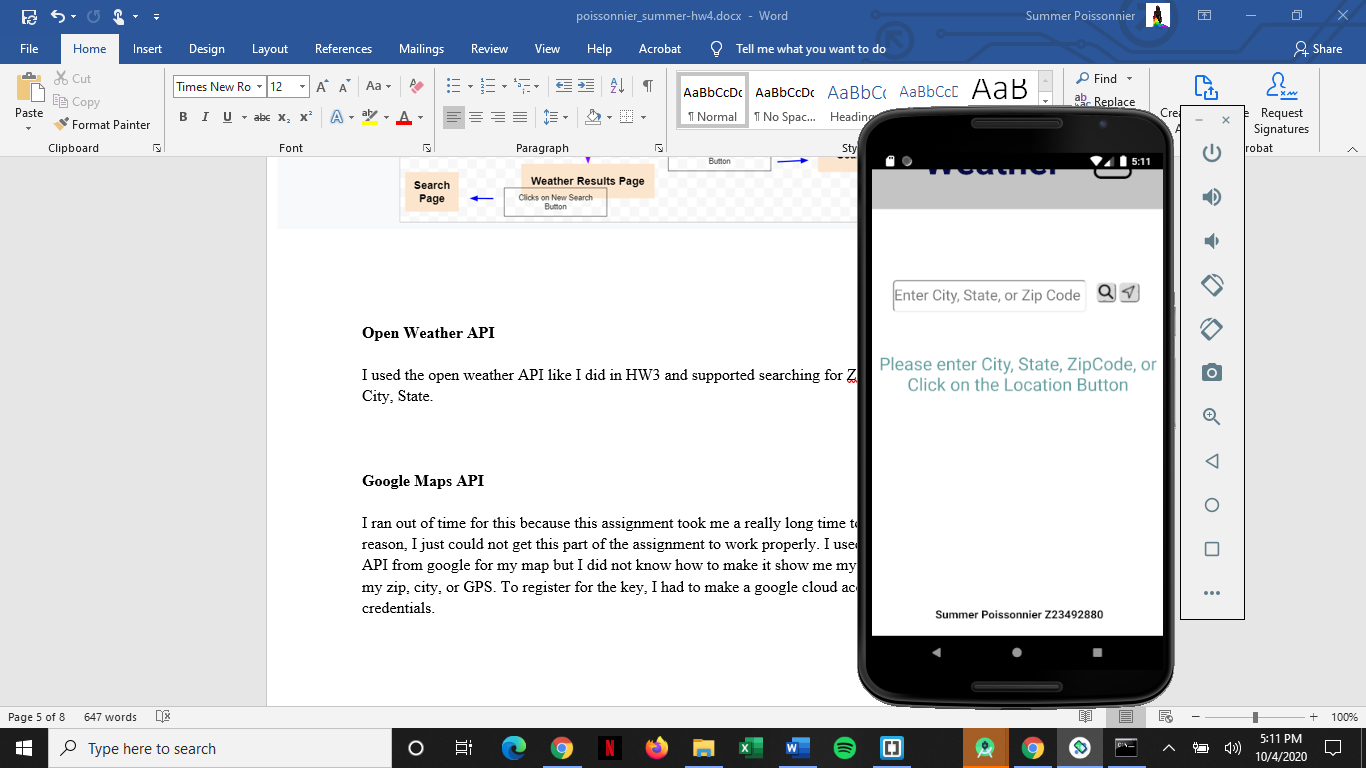 poissonnier_summer-hw4.docx - Word
Summer Poissonnier
File Home Insert Design Layout References Mailings Review View Help Acrobat Tell me what you want to do Share
Paste
Cut
Copy
Format Painter
Clipboard
Times New Ro 12
Font
Paragraph
AaBbCcDc AaBbCcDc AaBbCc AaBbCcD AaB
¶ Normal ¶ No Spac... Heading
Find
Replace
Request
Signatures
Button
Weather Results Page
Search
Page
Clicks on New Search
Button
Open Weather API
I used the open weather API like I did in HW3 and supported searching for Z
City, State.
Google Maps API
I ran out of time for this because this assignment took me a really long time to
reason, I just could not get this part of the assignment to work properly. I used
API from google for my map but I did not know how to make it show me my
my zip, city, or GPS. To register for the key, I had to make a google cloud acc
credentials.
5:11
Weather
Enter City, State, or Zip Code
Please enter City, State, ZipCode, or
Click on the Location Button
Summer Poissonnier Z23492880
Page 5 of 8 647 words
100%
Type here to search
5:11 PM
10/4/2020